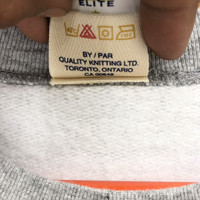 ELITE
BY / PAR
QUALITY KNITTING LTD.
TORONTO, ONTARIO